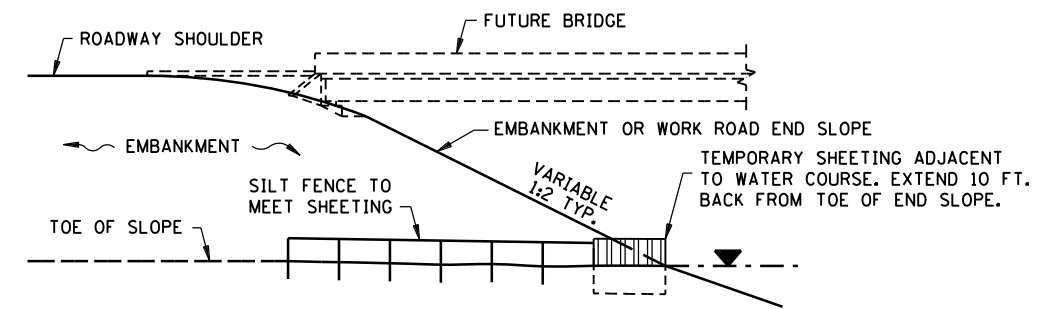 FUTURE BRIDGE
ROADWAY SHOULDER
EMBANKMENT OR WORK ROAD END SLOPE
EMBANKMENT
TEMPORARY SHEETING ADJACENT
TO WATER COURSE. EXTEND 10 FT.
BACK FROM TOE OF END SLOPE.
VARIABLE
1:2 TYP.
SILT FENCE TO
MEET SHEETING
TOE OF SLOPE